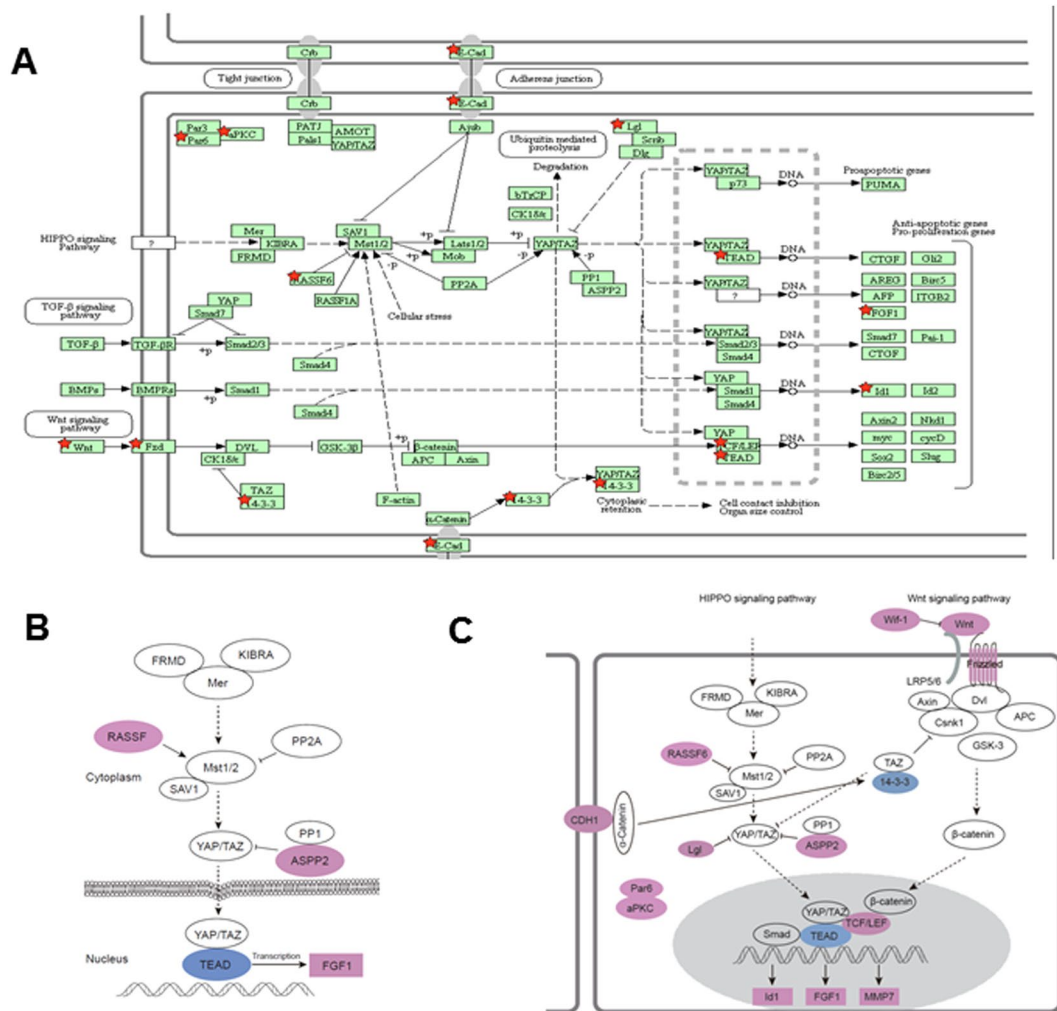 A
Crb
E-Cad
Tight junction
Adherens junction
Crb
E-Cad
Par3
Par6
aPKC
PATJ
Pals1
AMOT
YAP/TAZ
Ajub
Ubiquitin mediated
proteolysis
Degradation
Lgl
Scrib
Dlg
bTrCP
CK1δ/ε
YAP/TAZ
p73
DNA
Proapoptotic genes
PUMA
HIPPO signaling
Pathway
?
Mer
KIBRA
FRMD
SAV1
Mst1/2
+p
+p
-p
Lats1/2
Mob
+p
YAP/TAZ
-p
-p
PP2A
PP1
ASPP2
RASSF6
RASSF1A
Cellular stress
Anti-apoptotic genes
Pro-proliferation genes
YAP/TAZ
TEAD
DNA
CTGF
Gli2
YAP/TAZ
?
DNA
AREG
Birc5
AFP
ITGB2
FGF1
TGF-β signaling
pathway
YAP
Smad7
TGF-β
TGF-βR
+p
Smad2/3
Smad4
YAP/TAZ
Smad2/3
Smad4
DNA
Smad7
Pai-1
CTGF
BMPs
BMPRs
+p
Smad1
Smad4
YAP
Smad1
Smad4
DNA
Id1
Id2
Wnt signaling
pathway
Wnt
Fzd
DVL
CK1δ/ε
GSK-3β
+p
β-catenin
APC
Axin
YAP
TCF/LEF
TEAD
DNA
Axin2
Nkd1
myc
cycD
Sox2
Slug
Birc2/5
TAZ
14-3-3
F-actin
α-Catenin
14-3-3
YAP/TAZ
14-3-3
Cytoplasic
retention
Cell contact inhibition
Organ size control
E-Cad
B
FRMD
KIBRA
Mer
RASSF
PP2A
Cytoplasm
Mst1/2
SAV1
YAP/TAZ
PP1
ASPP2
YAP/TAZ
Nucleus
TEAD
Transcription
FGF1
C
HIPPO signaling pathway
Wnt signaling pathway
Wif-1
Wnt
Frizzled
LRP5/6
FRMD
KIBRA
Mer
Axin
Dvl
Csnk1
APC
GSK-3
RASSF6
PP2A
Mst1/2
SAV1
TAZ
14-3-3
CDH1
α-Catenin
YAP/TAZ
PP1
ASPP2
Lgl
β-catenin
Par6
aPKC
β-catenin
YAP/TAZ
TCF/LEF
Smad
TEAD
Id1
FGF1
MMP7